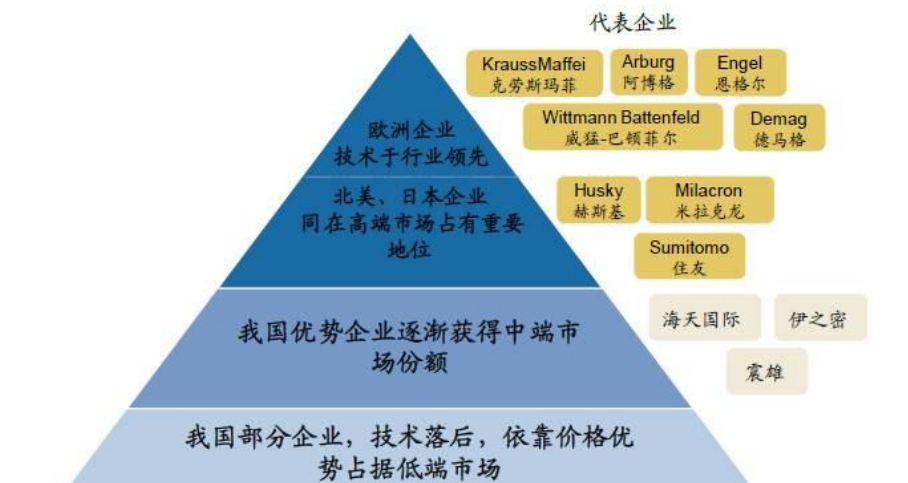 代表企业
KraussMaffei
克劳斯玛菲
Arburg
阿博格
Engel
恩格尔
Wittmann Battenfeld
威猛-巴顿菲尔
Demag
德马格
欧洲企业
技术于行业领先
Husky
赫斯基
Milacron
米拉克龙
Sumitomo
住友
北美、日本企业
同在高端市场占有重要
地位
海天国际
伊之密
震雄
我国优势企业逐渐获得中端市
场份额
我国部分企业，技术落后，依靠价格优
势占据低端市场